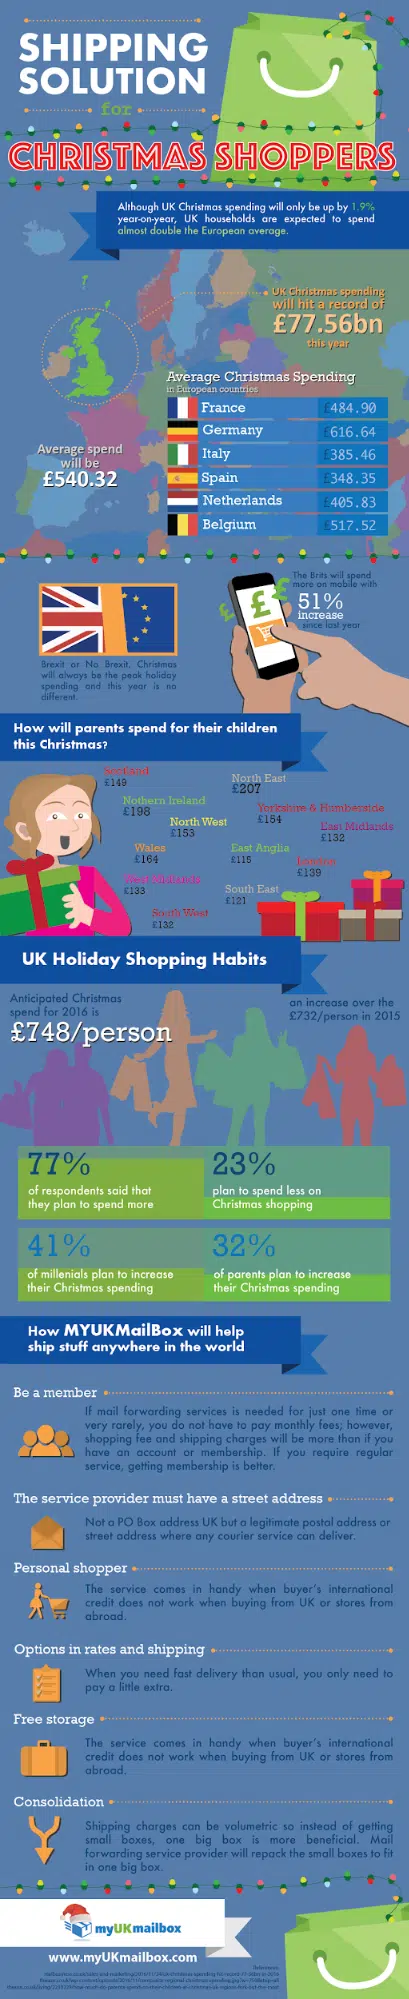 SHIPPING
SOLUTION
for
CHRISTMAS SHOPPERS
Although UK Christmas spending will only be up by 1.9%
year-on-year, UK households are expected to spend
almost double the European average.
UK Christmas spending
will hit a record of
£77.56bn
this year
Average Christmas Spending
in European countries
France £484.90
Germany £616.64
Italy £385.46
Spain £348.35
Netherlands £405.83
Belgium £517.52
Average spend
will be
£540.32
The Brits will spend
more on mobile with
51%
increase
since last year
£
£
£
Brexit or No Brexit, Christmas
will always be the peak holiday
spending and this year is no
different.
How will parents spend for their children
this Christmas?
Scotland
£149
North East
£207
Nothern Ireland
£198
Yorkshire & Humberside
£154
North West
£153
East Midlands
£132
Wales
£164
East Anglia
£115
London
£139
West Midlands
£133
South East
£121
South West
£132
UK Holiday Shopping Habits
Anticipated Christmas
spend for 2016 is
£748/person
an increase over the
£732/person in 2015
77%
of respondents said that
they plan to spend more
23%
plan to spend less on
Christmas shopping
41%
of millenials plan to increase
their Christmas spending
32%
of parents plan to increase
their Christmas spending
How MYUKMailBox will help
ship stuff anywhere in the world
Be a member
If mail forwarding services is needed for just one time or
very rarely, you do not have to pay monthly fees; however,
shopping fee and shipping charges will be more than if you
have an account or membership. If you require regular
service, getting membership is better.
The service provider must have a street address
Not a PO Box address UK but a legitimate postal address or
street address where any courier service can deliver.
Personal shopper
The service comes in handy when buyer's international
credit does not work when buying from UK or stores from
abroad.
Options in rates and shipping
When you need fast delivery than usual, you only need to
pay a little extra.
Free storage
The service comes in handy when buyer's international
credit does not work when buying from UK or stores from
abroad.
Consolidation
Shipping charges can be valumetric so instead of getting
small boxes, one big box is more beneficial. Mail
forwarding service provider will repack the small boxes to fit
in one big box.
myUKmailbox
www.myUKmailbox.com
References: